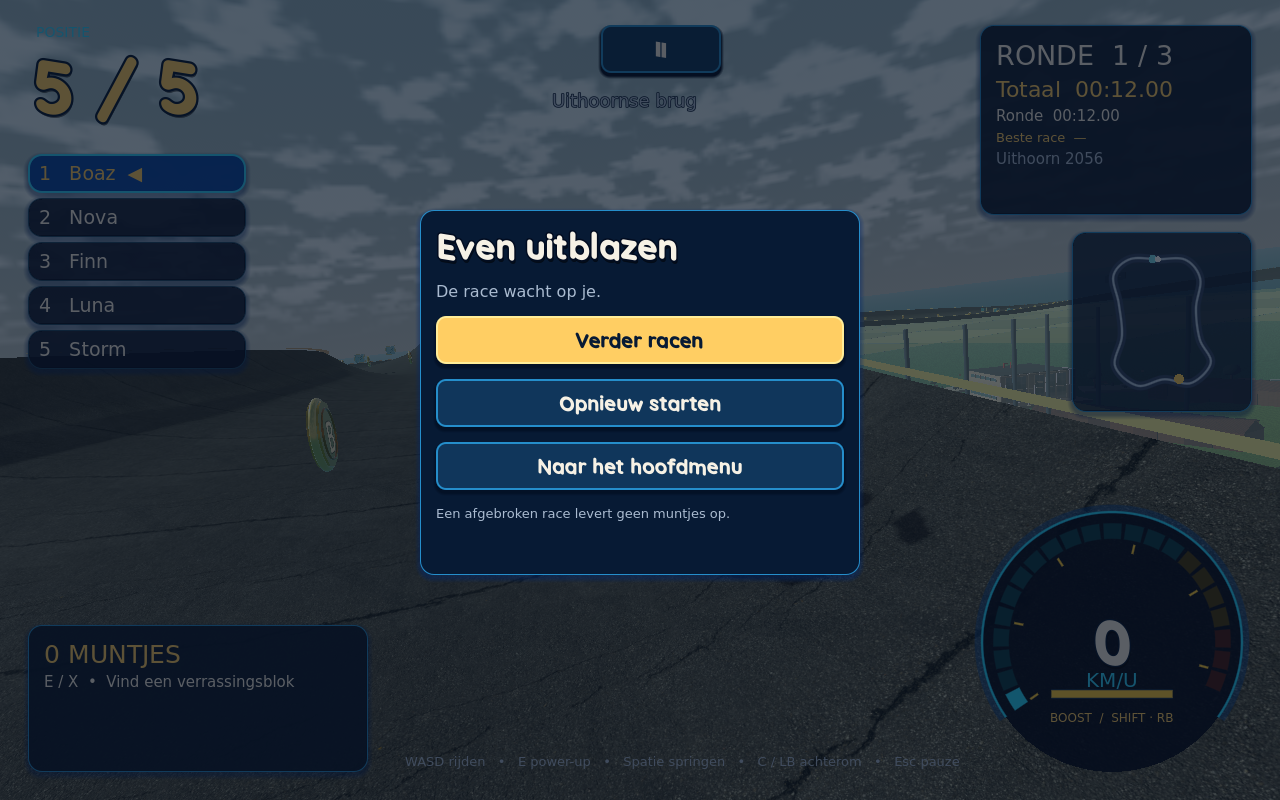 5 / 5
Uithoornse brug
RONDE 1 / 3
Totaal 00:12.00
Ronde 00:12.00
Beste race —
Uithoorn 2056
1 Boaz ◀
2 Nova
3 Finn
4 Luna
5 Storm
Even uitblazen
De race wacht op je.
Verder racen
Opnieuw starten
Naar het hoofdmenu
Een afgebroken race levert geen muntjes op.
0 MUNTJES
E / X • Vind een verrassingsblok
0
KM/U
BOOST / SHIFT · RB
WASD rijden • E power-up • Spatie springen • C / LB achterom • Esc pauze